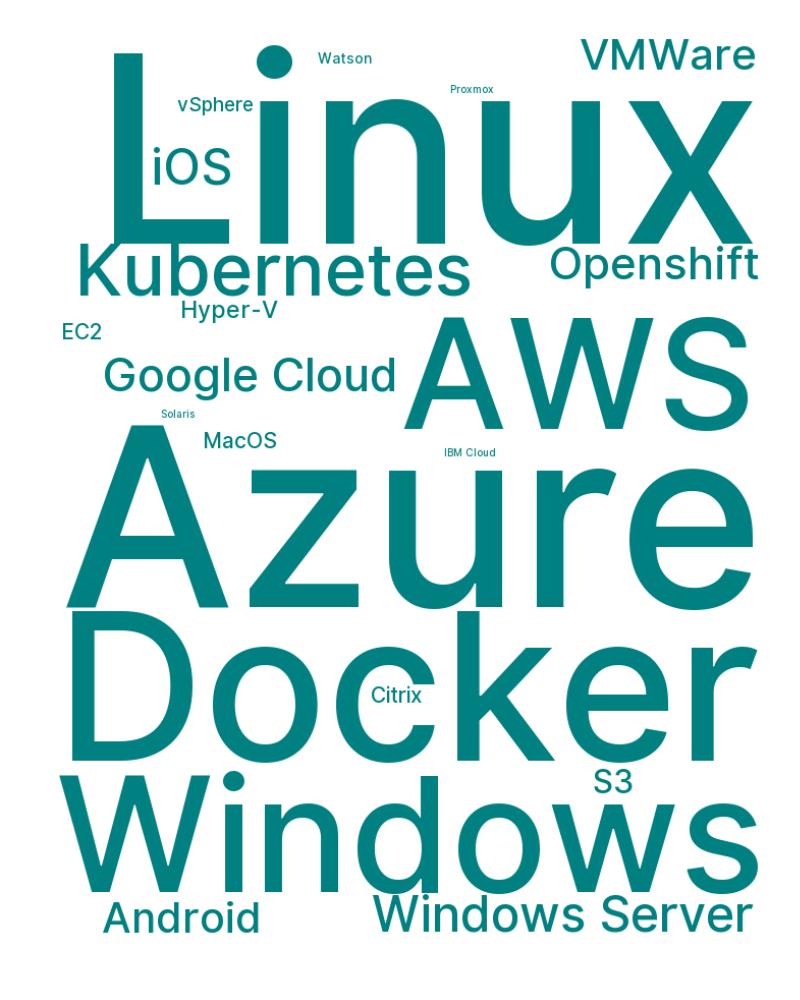 Linux
Watson
VMWare
Proxmox
vSphere
iOS
Kubernetes
Openshift
Hyper-V
EC2
AWS
Google Cloud
Solaris
MacOS
IBM Cloud
Azure
Docker
Citrix
Windows
S3
Android
Windows Server